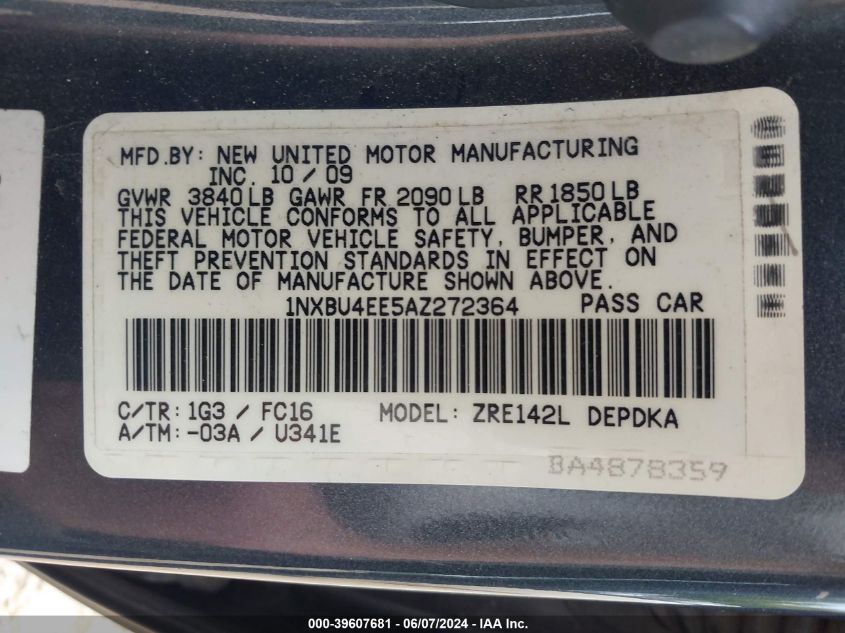 MFD.BY: NEW UNITED MOTOR MANUFACTURING
INC. 10 / 09
GVWR 3840 LB GAWR FR 2090 LB RR 1850 LB
THIS VEHICLE CONFORMS TO ALL APPLICABLE
FEDERAL MOTOR VEHICLE SAFETY, BUMPER, AND
THEFT PREVENTION STANDARDS IN EFFECT ON
THE DATE OF MANUFACTURE SHOWN ABOVE.
1NXBU4EE5AZ272364 PASS CAR
C/TR: 1G3 / FC16 MODEL: ZRE142L DEPDKA
A/TM: -03A / U341E
BA4878359
000-39607681 - 06/07/2024 - IAA Inc.